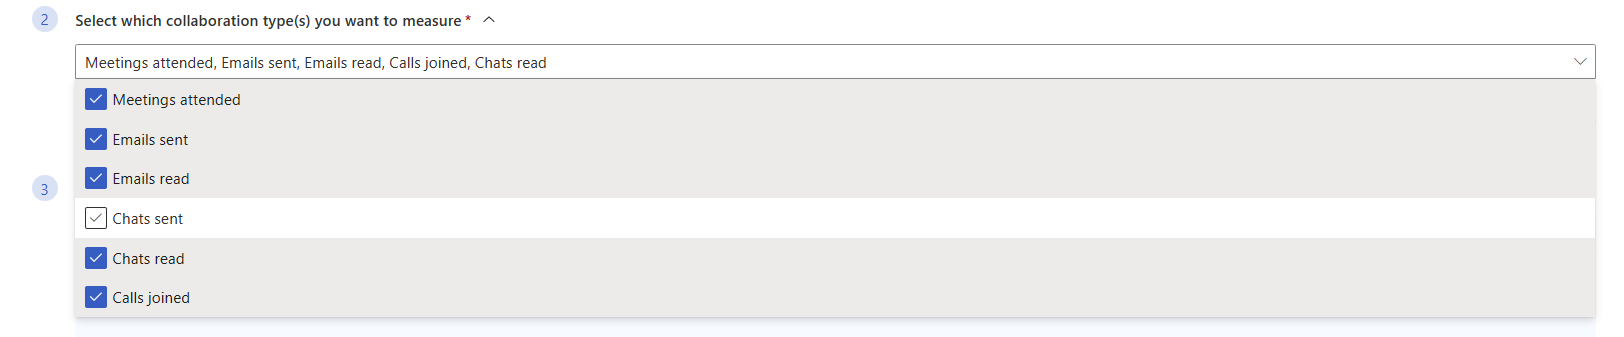 2 Select which collaboration type(s) you want to measure *
Meetings attended, Emails sent, Emails read, Calls joined, Chats read
Meetings attended
Emails sent
Emails read
3
Chats sent
Chats read
Calls joined